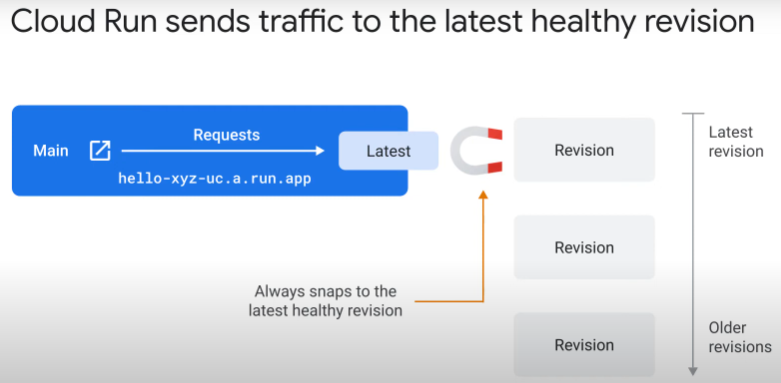 Cloud Run sends traffic to the latest healthy revision
Main
Requests
hello-xyz-uc.a.run.app
Latest
Revision
Latest
revision
Revision
Always snaps to the
latest healthy revision
Revision
Older
revisions